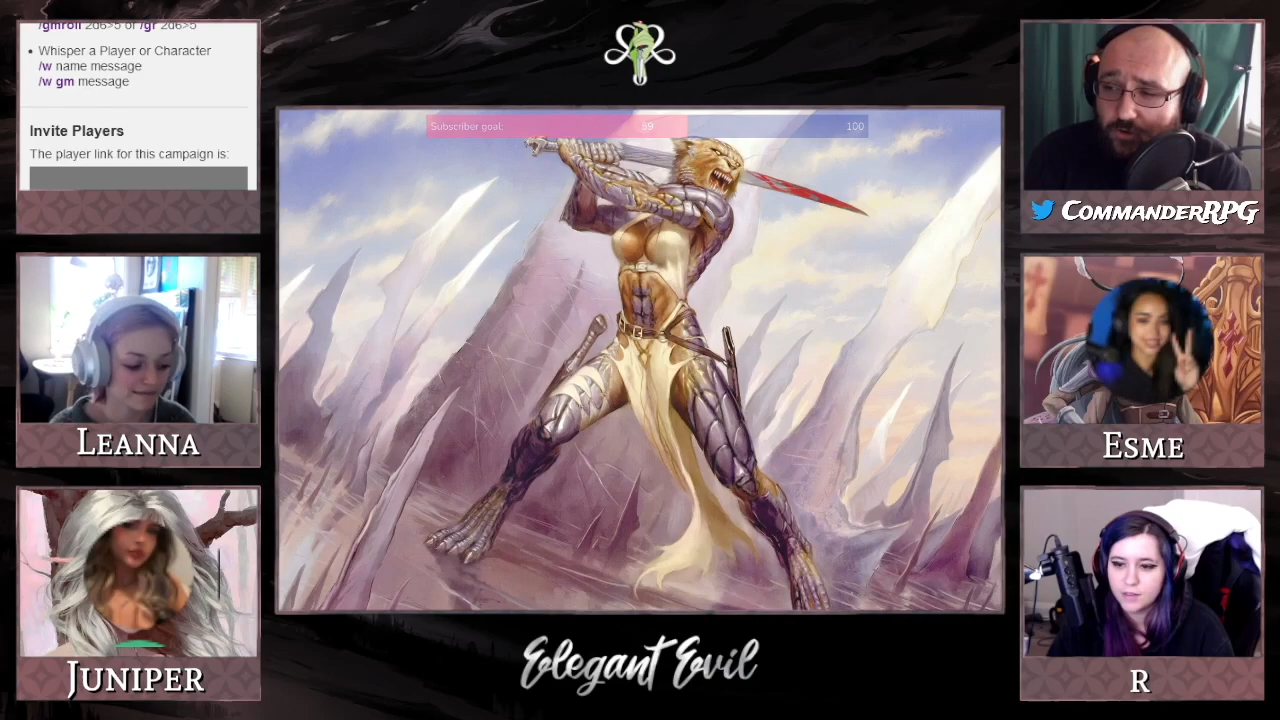 /gmroll 2d6>5 or /gr 2d6>5
• Whisper a Player or Character
/w name message
/w gm message
Invite Players
The player link for this campaign is:
Subscriber goal: 59 100
CommanderRPG
Leanna
Esme
Juniper
R
Elegant Evil